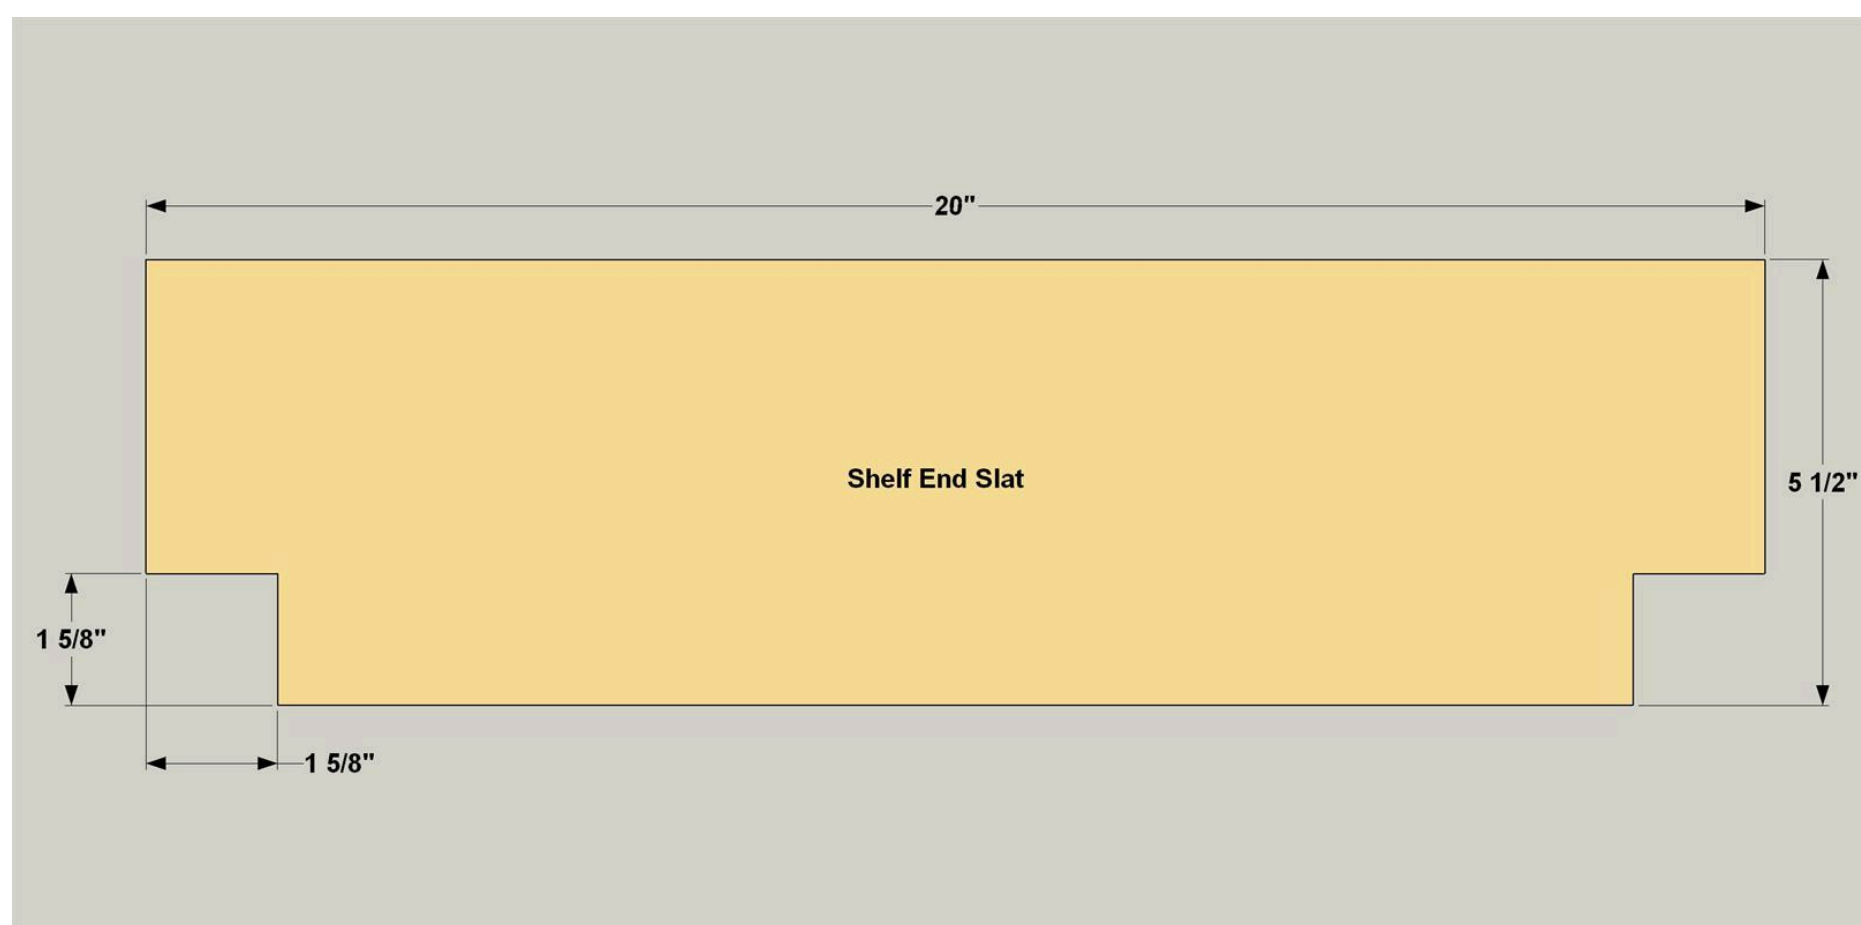 20"
Shelf End Slat
5 1/2"
1 5/8"
1 5/8"